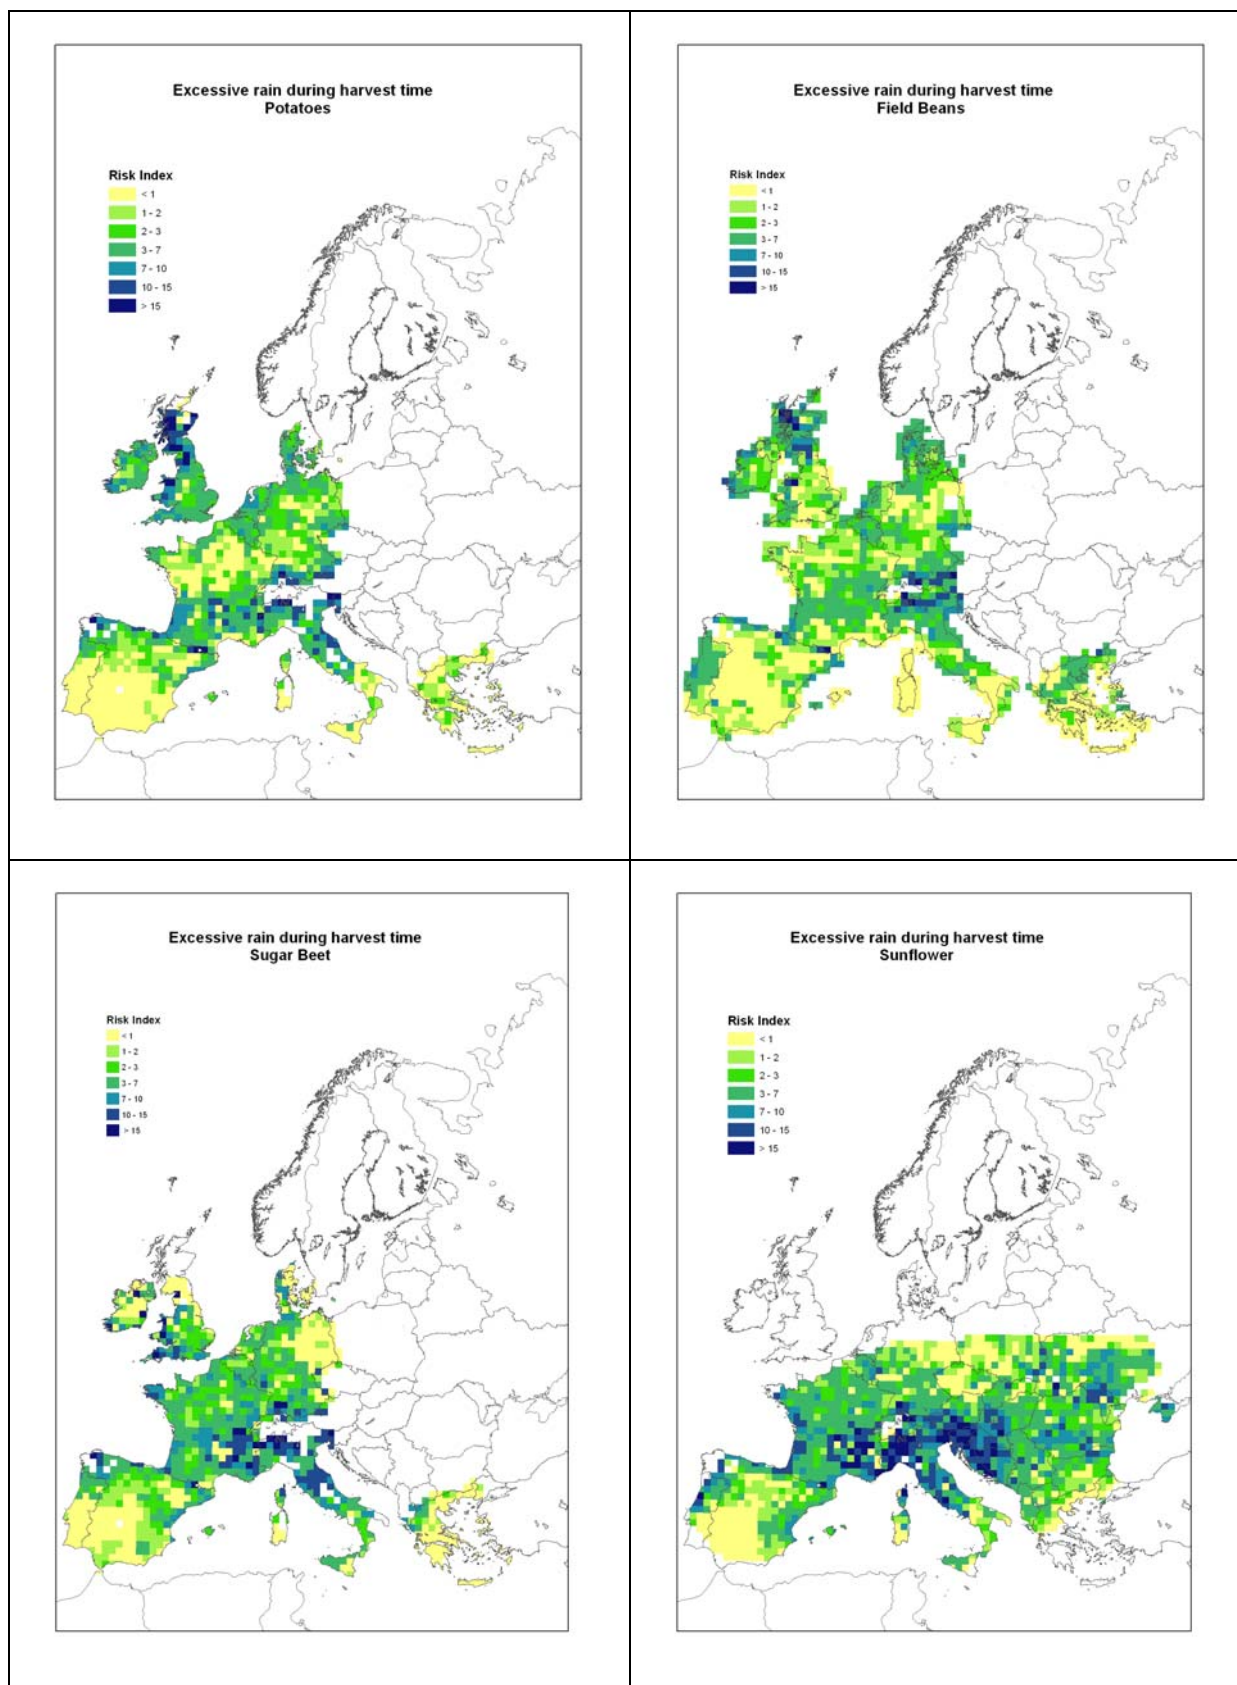 Excessive rain during harvest time
Potatoes
Risk Index
< 1
1 - 2
2 - 3
3 - 7
7 - 10
10 - 15
> 15
Excessive rain during harvest time
Field Beans
Risk Index
< 1
1 - 2
2 - 3
3 - 7
7 - 10
10 - 15
> 15
Excessive rain during harvest time
Sugar Beet
Risk Index
< 1
1 - 2
2 - 3
3 - 7
7 - 10
10 - 15
> 15
Excessive rain during harvest time
Sunflower
Risk Index
< 1
1 - 2
2 - 3
3 - 7
7 - 10
10 - 15
> 15